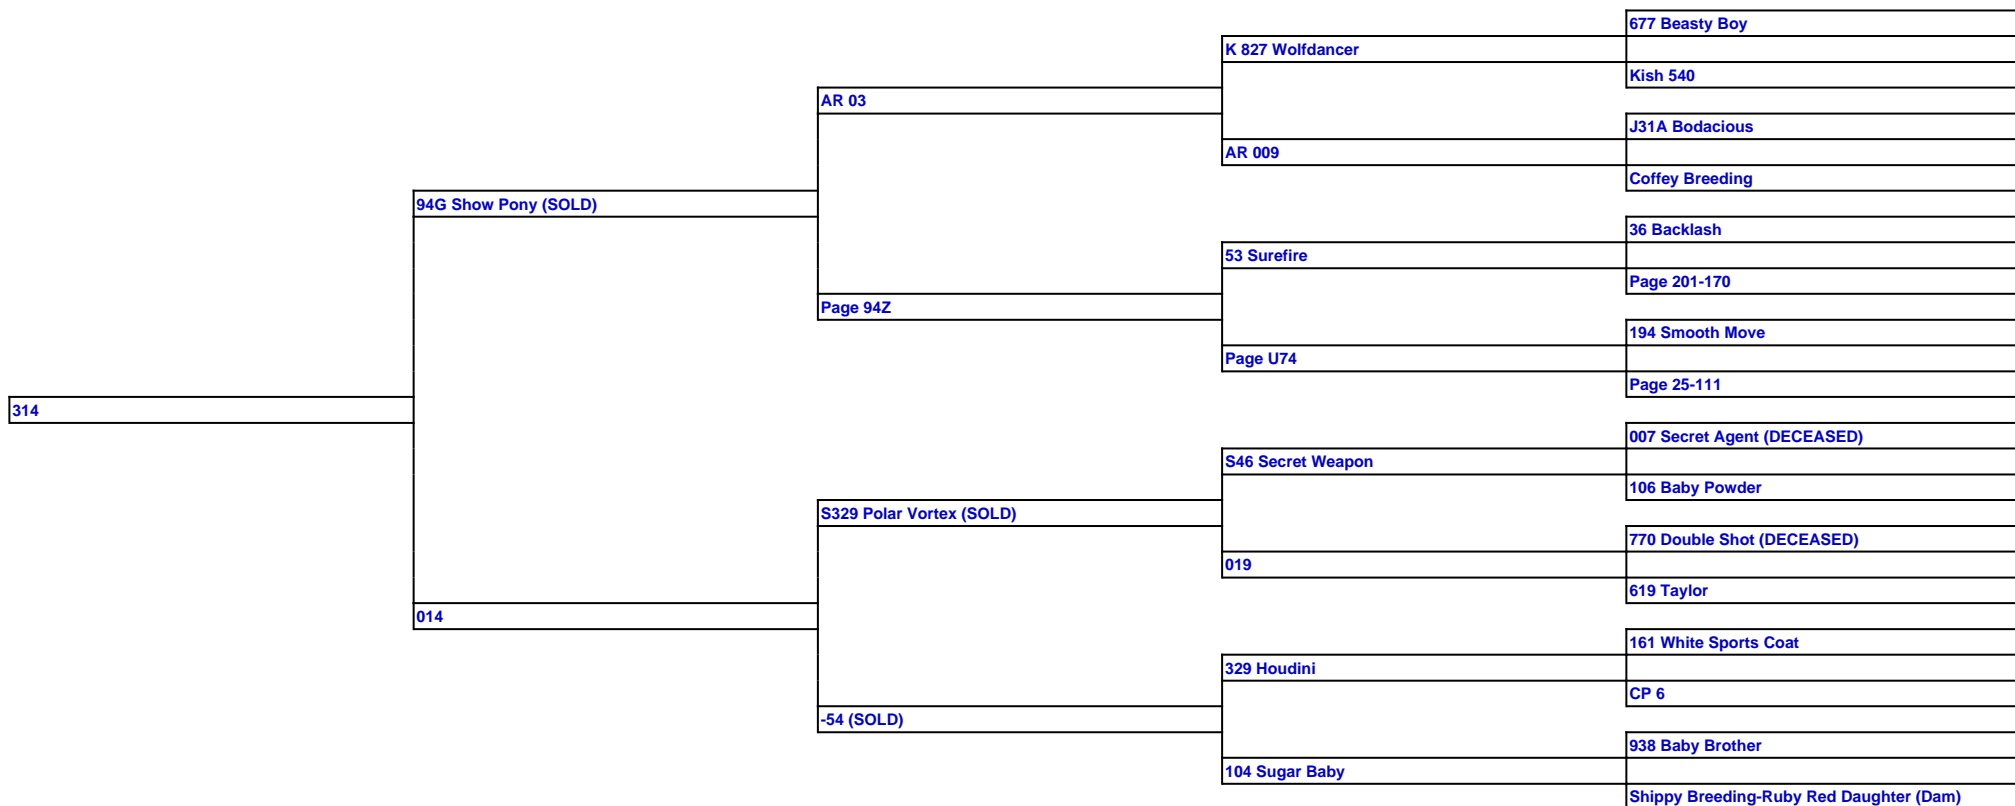 677 Beasty Boy
K 827 Wolfdancer
Kish 540
AR 03
J31A Bodacious
AR 009
Coffey Breeding
94G Show Pony (SOLD)
36 Backlash
53 Surefire
Page 201-170
Page 94Z
194 Smooth Move
Page U74
Page 25-111
314
007 Secret Agent (DECEASED)
S46 Secret Weapon
106 Baby Powder
S329 Polar Vortex (SOLD)
770 Double Shot (DECEASED)
019
619 Taylor
014
161 White Sports Coat
329 Houdini
CP 6
-54 (SOLD)
938 Baby Brother
104 Sugar Baby
Shippy Breeding-Ruby Red Daughter (Dam)